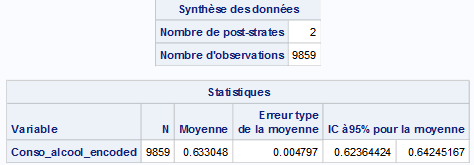 Synthèse des données
Nombre de post-strates 2
Nombre d'observations 9859
Statistiques
Variable N Moyenne Erreur type de la moyenne IC à 95% pour la moyenne
Conso_alcool_encoded 9859 0.633048 0.004797 0.62364424 0.64245167